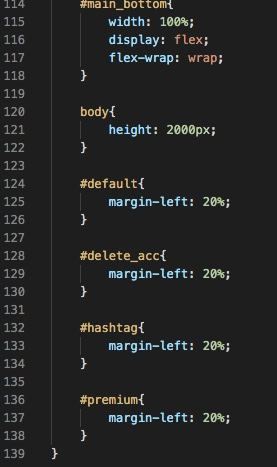 114 #main_bottom{
115 width: 100%;
116 display: flex;
117 flex-wrap: wrap;
118 }
119
120 body{
121 height: 2000px;
122 }
123
124 #default{
125 margin-left: 20%;
126 }
127
128 #delete_acc{
129 margin-left: 20%;
130 }
131
132 #hashtag{
133 margin-left: 20%;
134 }
135
136 #premium{
137 margin-left: 20%;
138 }
139 }